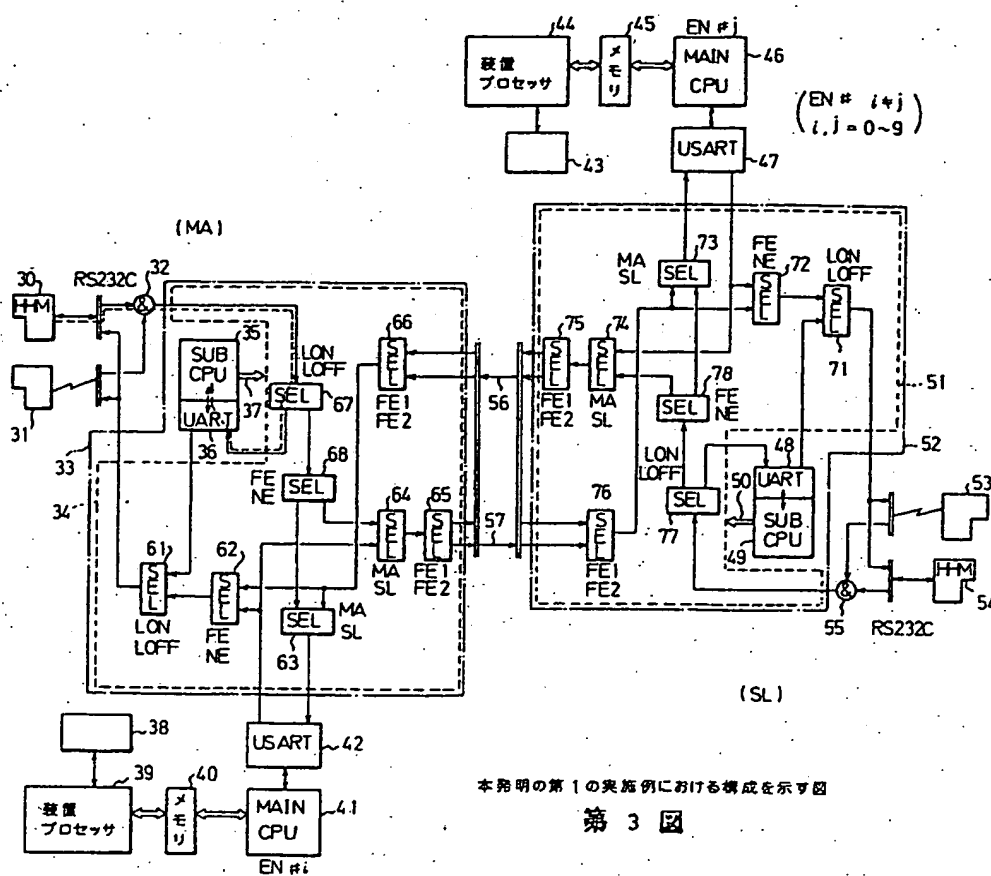 44
45
EN #j
46
装置
プロセッサ
メモリ
MAIN
CPU
(EN # i≠j
i, j = 0~9)
43
USART
47
(MA)
30
HHM
RS232C
32
&
31
35
SUB
CPU
37
UART
36
LON
LOFF
SEL
67
66
SEL
FE1
FE2
56
33
34
FE
NE
68
SEL
64
SEL
MA
SL
65
SEL
FE1
FE2
57
61
SEL
LON
LOFF
62
SEL
FE
NE
SEL
63
MA
SL
USART
42
38
39
40
装置
プロセッサ
メモリ
MAIN
CPU
41
EN #i
73
MA
SL
SEL
FE
NE
72
SEL
LON
LOFF
SEL
71
75
SEL
FE1
FE2
74
SEL
MA
SL
78
SEL
FE
NE
51
52
LON
LOFF
SEL
77
76
SEL
FE1
FE2
48
UART
50
SUB
CPU
49
53
HHM
54
&
55
RS232C
(SL)
本発明の第1の実施例における構成を示す図
第 3 図